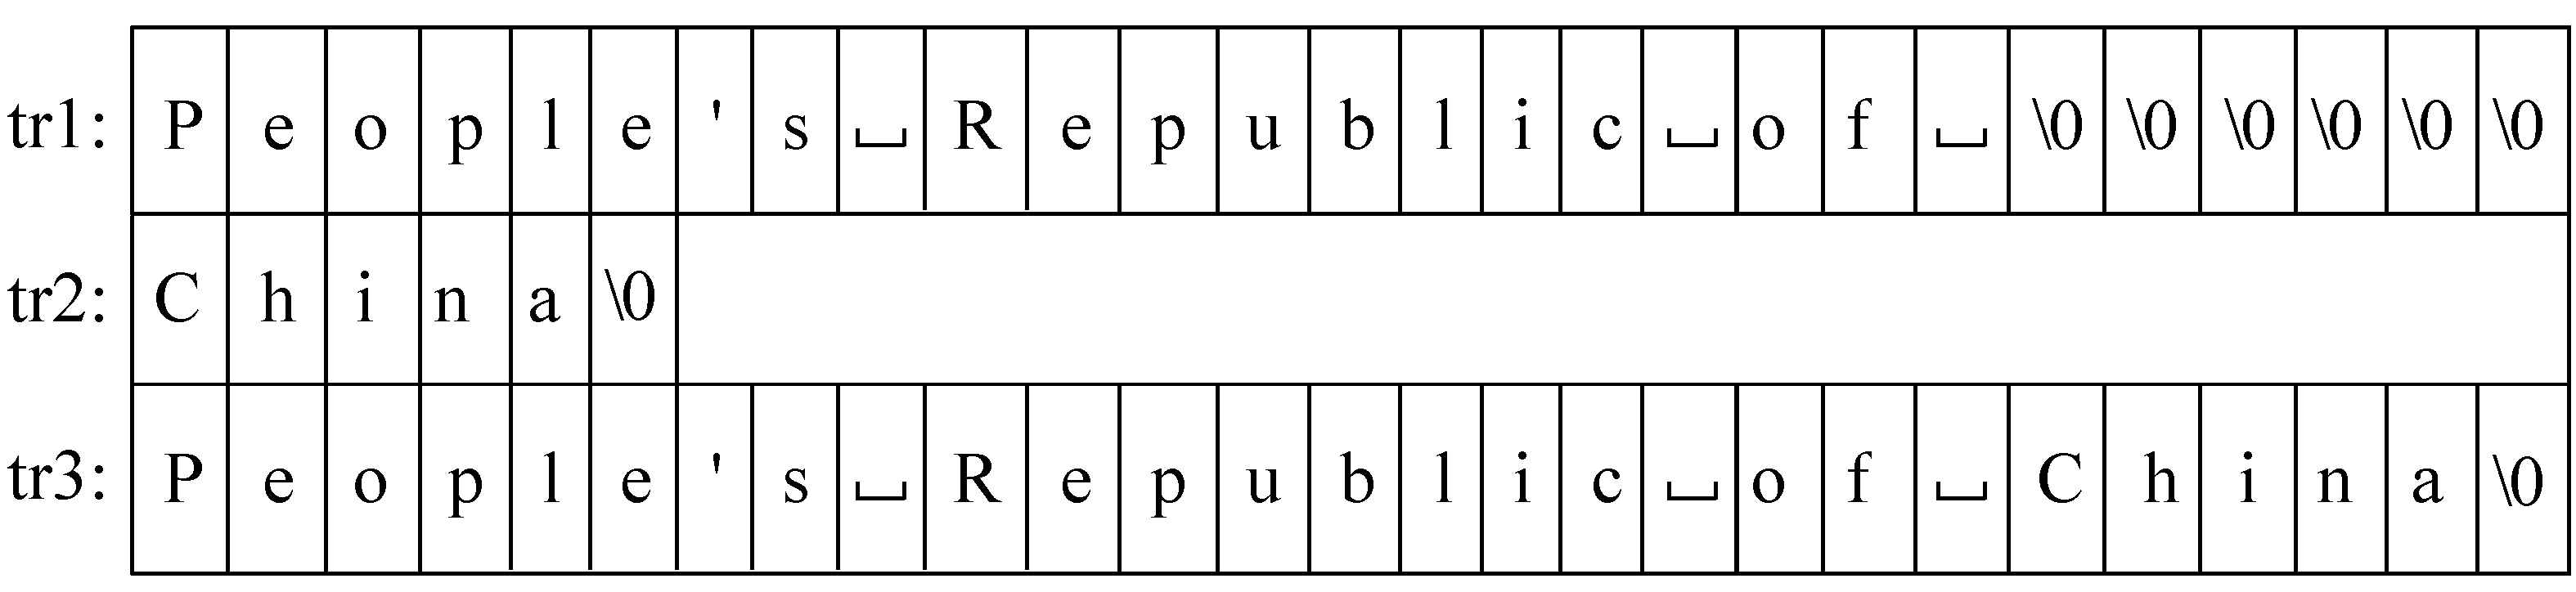 tr1: P e o p l e ' s ␣ R e p u b l i c ␣ o f ␣ \0 \0 \0 \0 \0 \0
tr2: C h i n a \0
tr3: P e o p l e ' s ␣ R e p u b l i c ␣ o f ␣ C h i n a \0